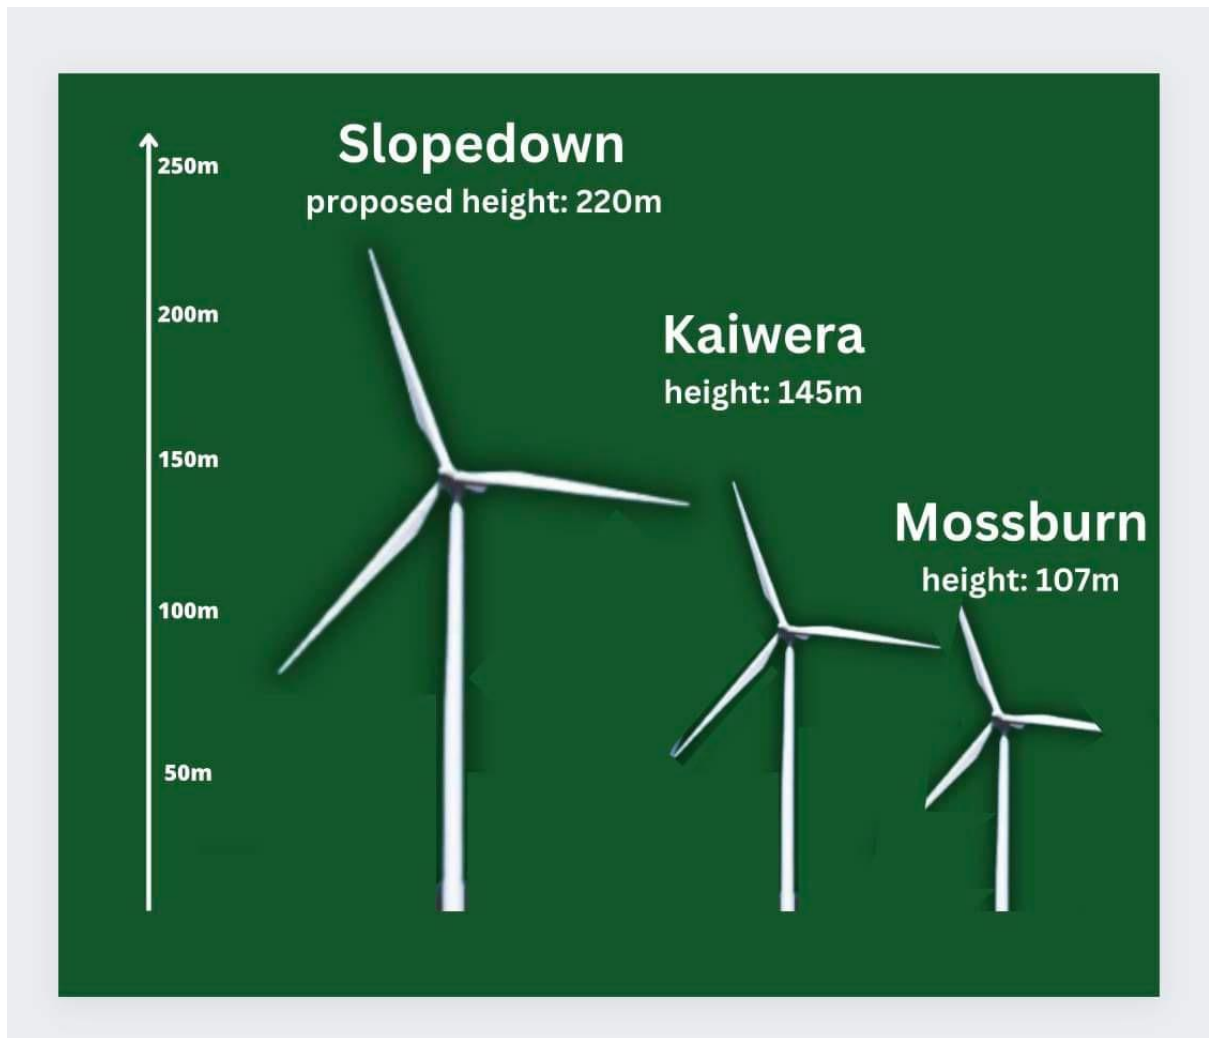 250m
200m
150m
100m
50m
Slopedown
proposed height: 220m
Kaiwera
height: 145m
Mossburn
height: 107m